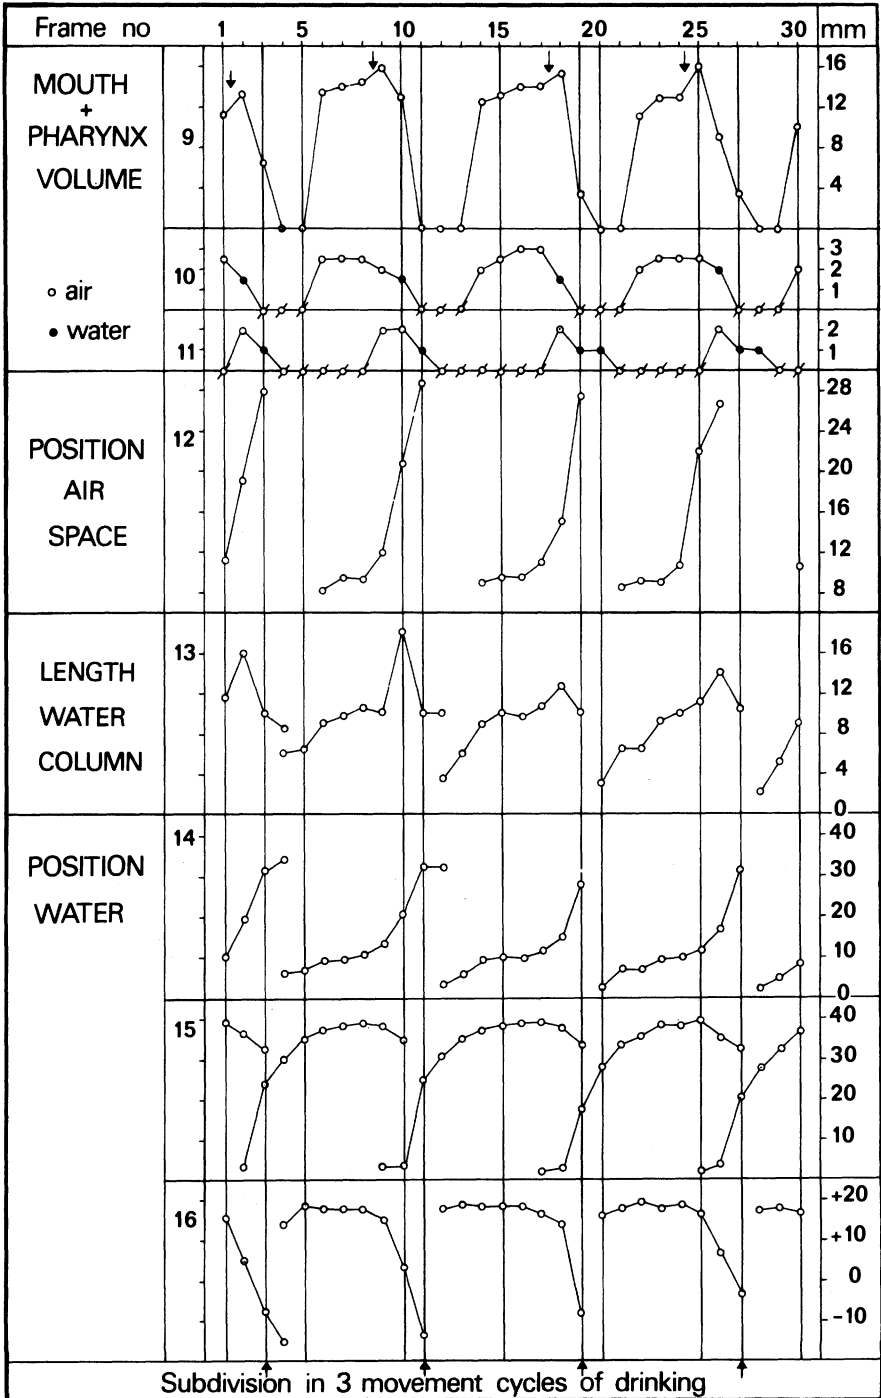 Frame no 1 5 10 15 20 25 30 mm
MOUTH
+
PHARYNX
VOLUME
9
16
12
8
4
10
3
2
1
o air
• water
11
2
1
POSITION
AIR
SPACE
12
28
24
20
16
12
8
LENGTH
WATER
COLUMN
13
16
12
8
4
0
POSITION
WATER
14
40
30
20
10
0
15
40
30
20
10
16
+20
+10
0
-10
Subdivision in 3 movement cycles of drinking